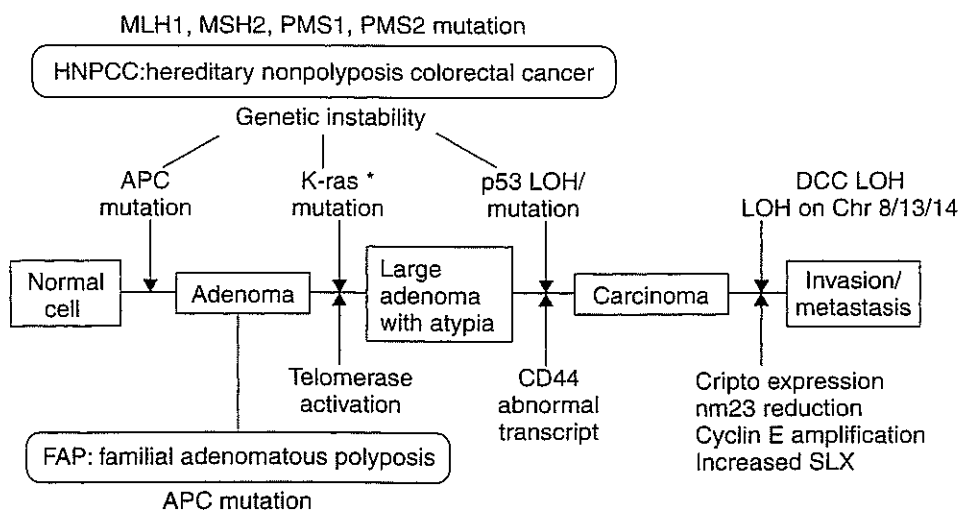 MLH1, MSH2, PMS1, PMS2 mutation
HNPCC:hereditary nonpolyposis colorectal cancer
Genetic instability
APC
mutation
K-ras *
mutation
p53 LOH/
mutation
DCC LOH
LOH on Chr 8/13/14
Normal
cell
Adenoma
Large
adenoma
with atypia
Carcinoma
Invasion/
metastasis
Telomerase
activation
CD44
abnormal
transcript
Cripto expression
nm23 reduction
Cyclin E amplification
Increased SLX
FAP: familial adenomatous polyposis
APC mutation